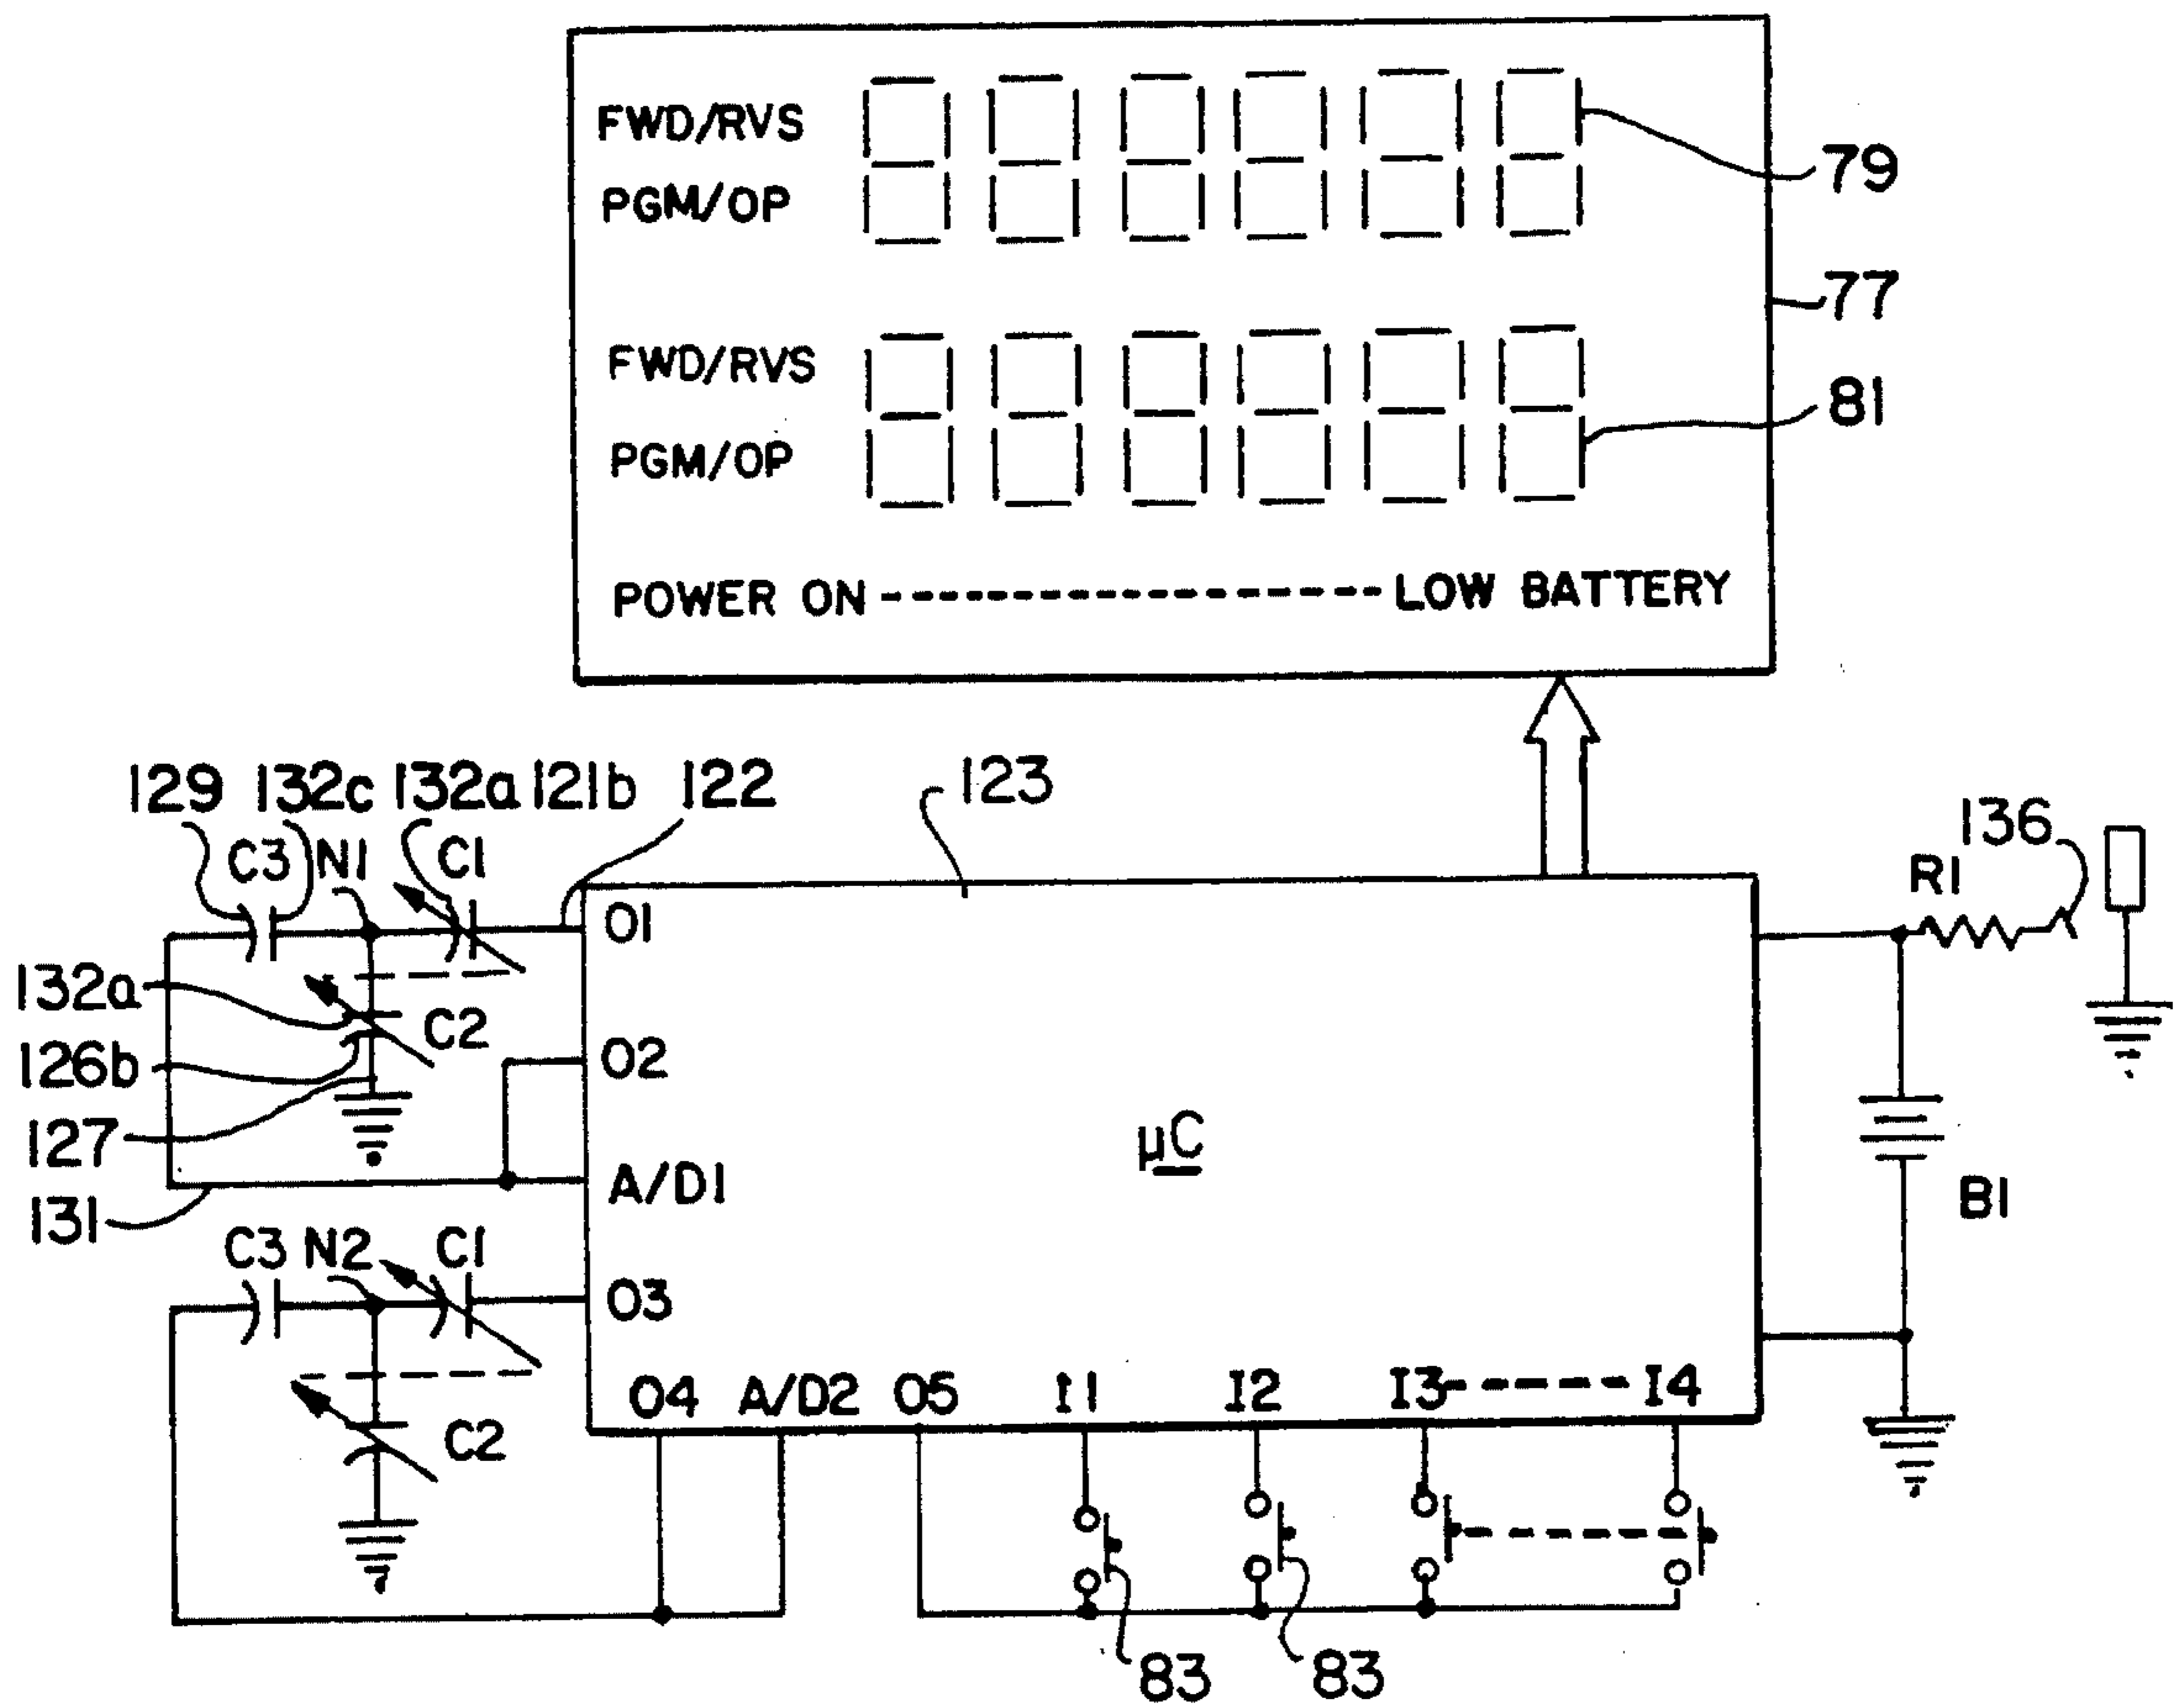 FWD/RVS
PGM/OP
79
77
FWD/RVS
PGM/OP
81
POWER ON LOW BATTERY
129 132c 132a 121b 122 123
136
C3 N1 C1
R1
O1
132a
C2
126b
O2
127
μC
A/D1
131
B1
C3 N2 C1
O3
O4 A/D2 O5 I1 I2 I3 I4
C2
83 83